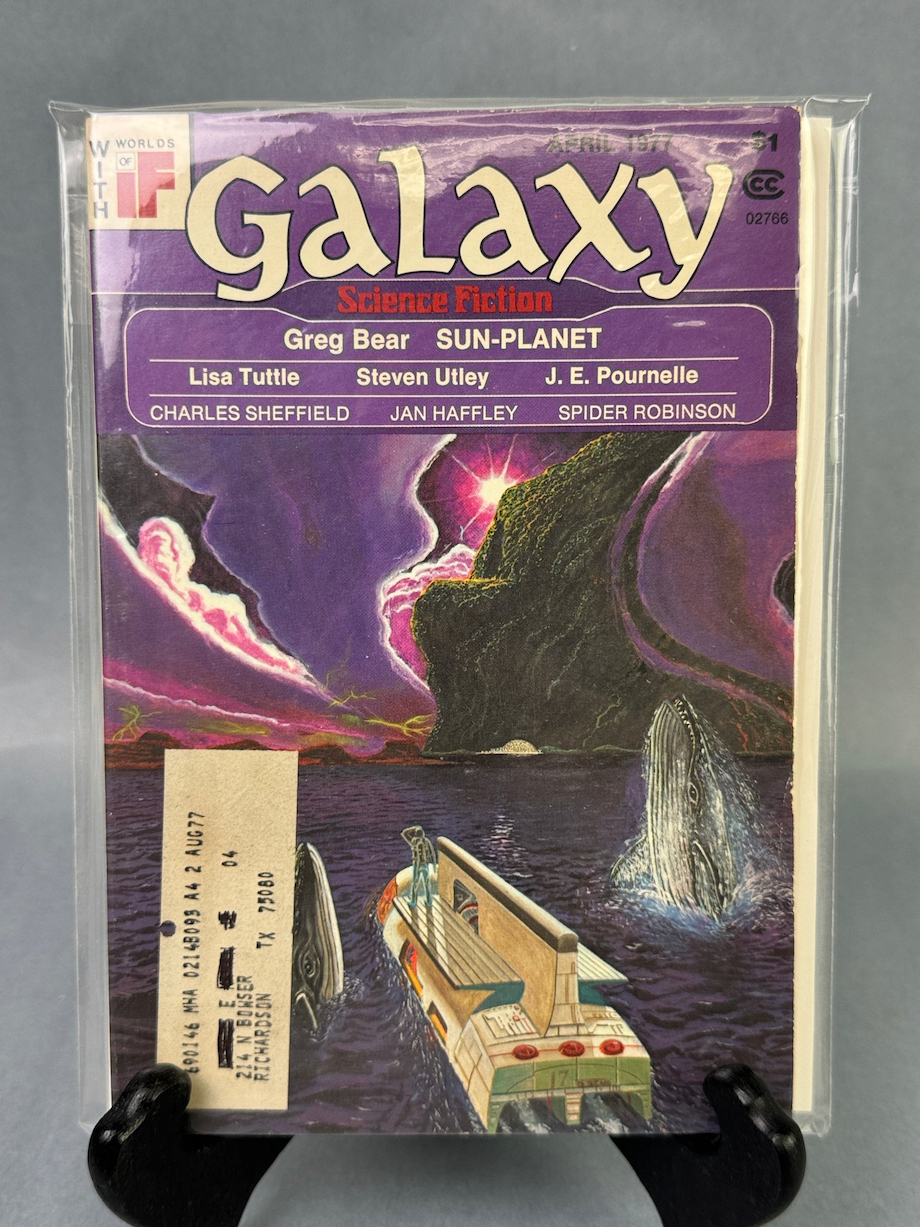 WITH
WORLDS
OF
IF
APRIL 1977
$1
CC
02766
Galaxy
Science Fiction
Greg Bear SUN-PLANET
Lisa Tuttle Steven Utley J. E. Pournelle
CHARLES SHEFFIELD JAN HAFFLEY SPIDER ROBINSON
690146 MHA 0214B093 A4 2 AUG77
E 04
214 N BOWSER
RICHARDSON TX 75080
17